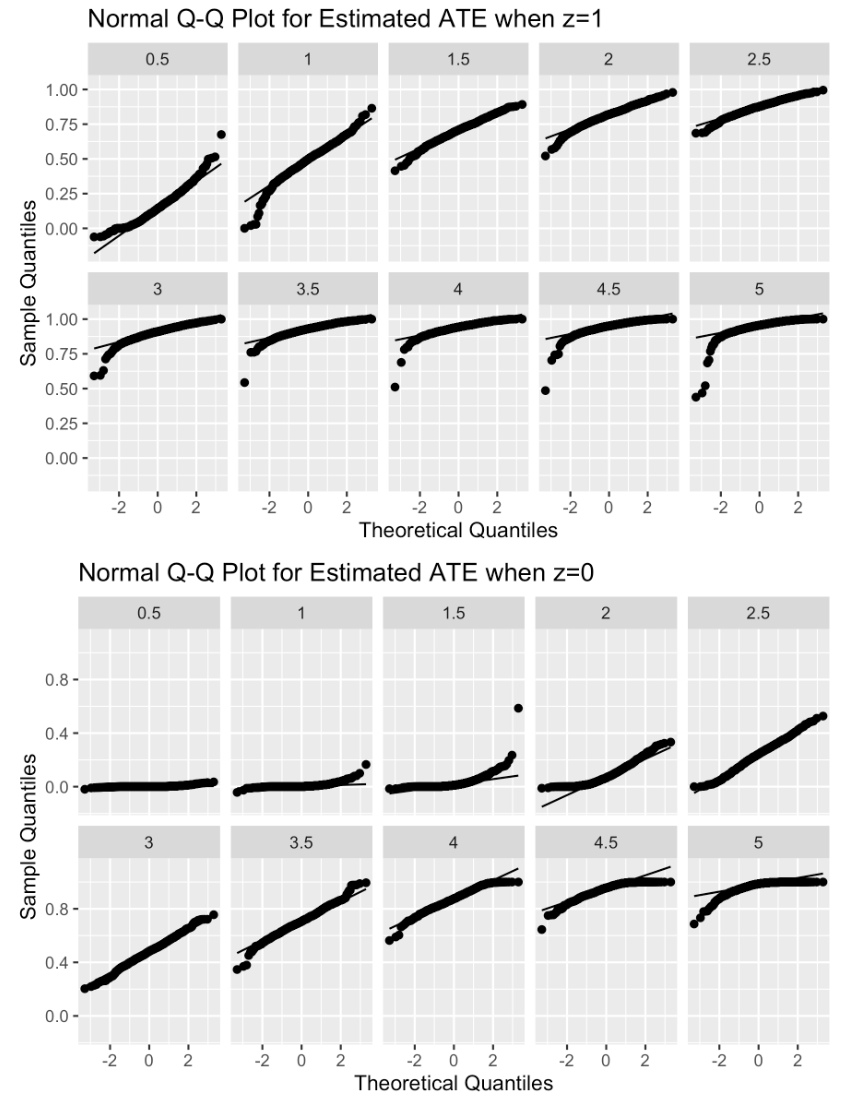 Normal Q-Q Plot for Estimated ATE when z=1
0.5 1 1.5 2 2.5
1.00
0.75
0.50
0.25
0.00
3 3.5 4 4.5 5
1.00
0.75
0.50
0.25
0.00
Sample Quantiles
-2 0 2 -2 0 2 -2 0 2 -2 0 2 -2 0 2
Theoretical Quantiles
Normal Q-Q Plot for Estimated ATE when z=0
0.5 1 1.5 2 2.5
0.8
0.4
0.0
3 3.5 4 4.5 5
0.8
0.4
0.0
Sample Quantiles
-2 0 2 -2 0 2 -2 0 2 -2 0 2 -2 0 2
Theoretical Quantiles